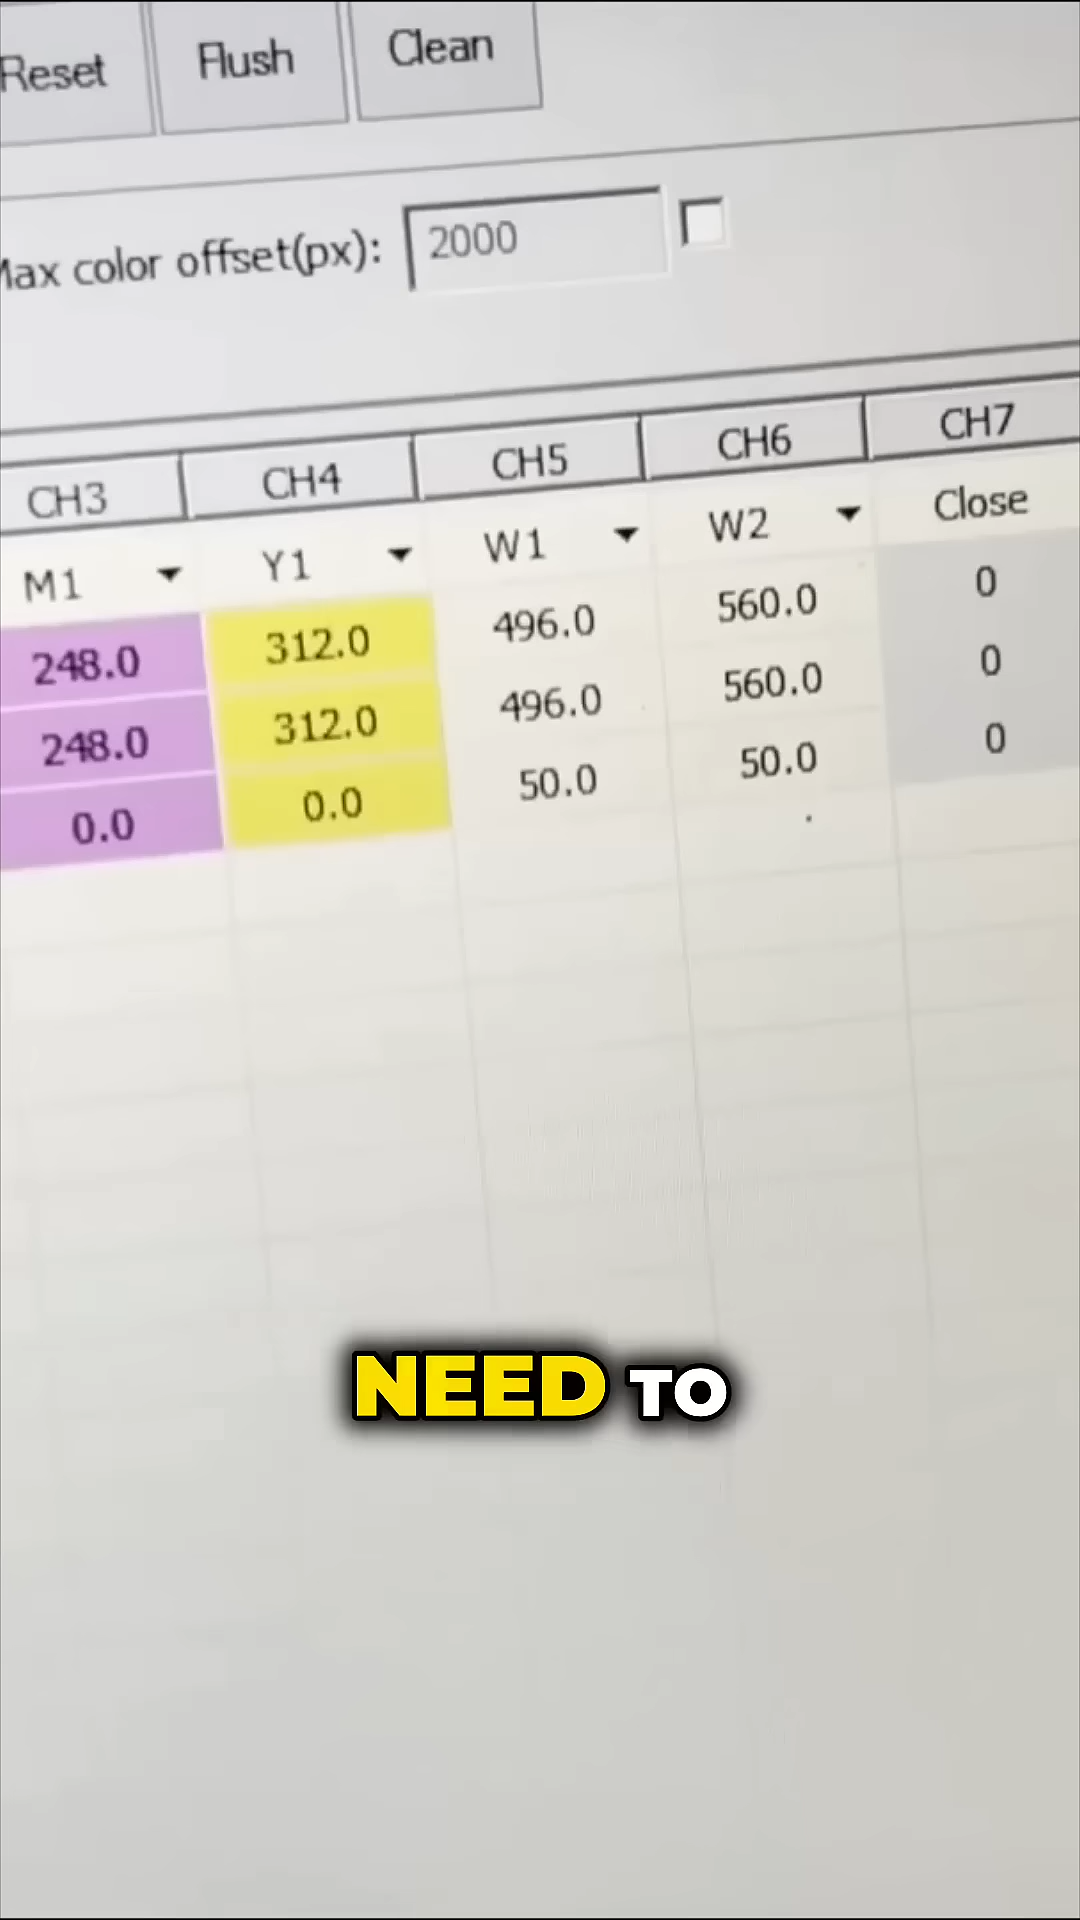 Reset Flush Clean
Max color offset(px): 2000
CH3 CH4 CH5 CH6 CH7
M1 Y1 W1 W2 Close
248.0 312.0 496.0 560.0 0
248.0 312.0 496.0 560.0 0
0.0 0.0 50.0 50.0 0
NEED TO